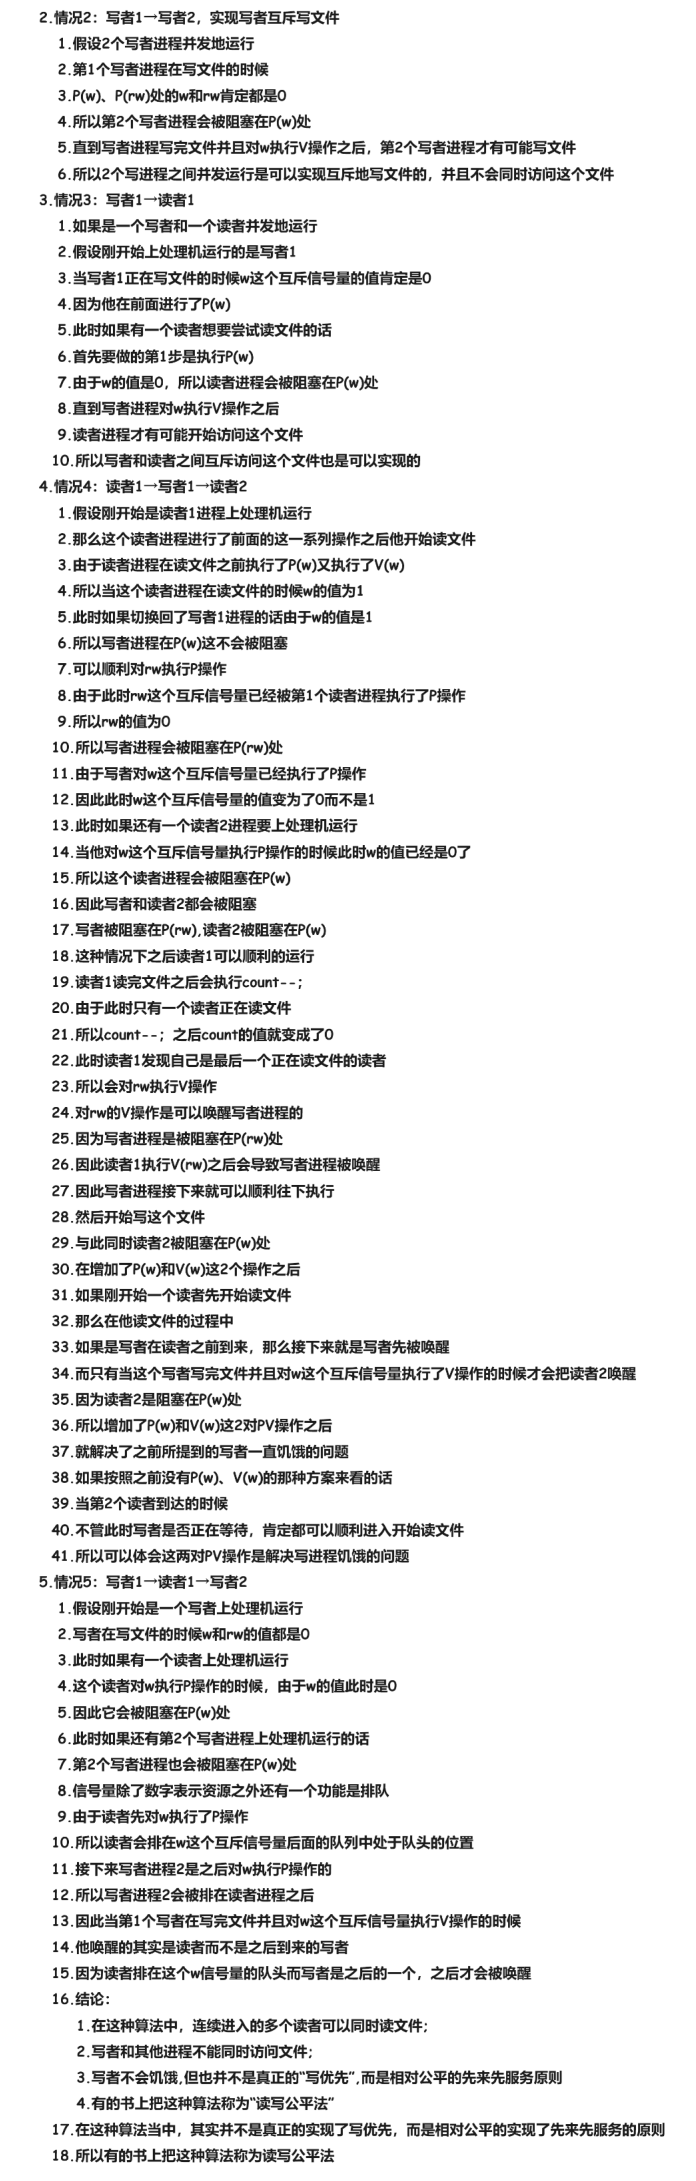 2.情况2：写者1→写者2，实现写者互斥写文件
1.假设2个写者进程并发地运行
2.第1个写者进程在写文件的时候
3.P(w)、P(rw)处的w和rw肯定都是0
4.所以第2个写者进程会被阻塞在P(w)处
5.直到写者进程写完文件并且对w执行V操作之后，第2个写者进程才有可能写文件
6.所以2个写进程之间并发运行是可以实现互斥地写文件的，并且不会同时访问这个文件
3.情况3：写者1→读者1
1.如果是一个写者和一个读者并发地运行
2.假设刚开始上处理机运行的是写者1
3.当写者1正在写文件的时候w这个互斥信号量的值肯定是0
4.因为他在前面进行了P(w)
5.此时如果有一个读者想要尝试读文件的话
6.首先要做的第1步是执行P(w)
7.由于w的值是0，所以读者进程会被阻塞在P(w)处
8.直到写者进程对w执行V操作之后
9.读者进程才有可能开始访问这个文件
10.所以写者和读者之间互斥访问这个文件也是可以实现的
4.情况4：读者1→写者1→读者2
1.假设刚开始是读者1进程上处理机运行
2.那么这个读者进程进行了前面的这一系列操作之后他开始读文件
3.由于读者进程在读文件之前执行了P(w)又执行了V(w)
4.所以当这个读者进程在读文件的时候w的值为1
5.此时如果切换回了写者1进程的话由于w的值是1
6.所以写者进程在P(w)这不会被阻塞
7.可以顺利对rw执行P操作
8.由于此时rw这个互斥信号量已经被第1个读者进程执行了P操作
9.所以rw的值为0
10.所以写者进程会被阻塞在P(rw)处
11.由于写者对w这个互斥信号量已经执行了P操作
12.因此此时w这个互斥信号量的值变为了0而不是1
13.此时如果还有一个读者2进程要上处理机运行
14.当他对w这个互斥信号量执行P操作的时候此时w的值已经是0了
15.所以这个读者进程会被阻塞在P(w)
16.因此写者和读者2都会被阻塞
17.写者被阻塞在P(rw),读者2被阻塞在P(w)
18.这种情况下之后读者1可以顺利的运行
19.读者1读完文件之后会执行count--;
20.由于此时只有一个读者正在读文件
21.所以count--；之后count的值就变成了0
22.此时读者1发现自己是最后一个正在读文件的读者
23.所以会对rw执行V操作
24.对rw的V操作是可以唤醒写者进程的
25.因为写者进程是被阻塞在P(rw)处
26.因此读者1执行V(rw)之后会导致写者进程被唤醒
27.因此写者进程接下来就可以顺利往下执行
28.然后开始写这个文件
29.与此同时读者2被阻塞在P(w)处
30.在增加了P(w)和V(w)这2个操作之后
31.如果刚开始一个读者先开始读文件
32.那么在他读文件的过程中
33.如果是写者在读者之前到来，那么接下来就是写者先被唤醒
34.而只有当这个写者写完文件并且对w这个互斥信号量执行了V操作的时候才会把读者2唤醒
35.因为读者2是阻塞在P(w)处
36.所以增加了P(w)和V(w)这2对PV操作之后
37.就解决了之前所提到的写者一直饥饿的问题
38.如果按照之前没有P(w)、V(w)的那种方案来看的话
39.当第2个读者到达的时候
40.不管此时写者是否正在等待，肯定都可以顺利进入开始读文件
41.所以可以体会这两对PV操作是解决写进程饥饿的问题
5.情况5：写者1→读者1→写者2
1.假设刚开始是一个写者上处理机运行
2.写者在写文件的时候w和rw的值都是0
3.此时如果有一个读者上处理机运行
4.这个读者对w执行P操作的时候，由于w的值此时是0
5.因此它会被阻塞在P(w)处
6.此时如果还有第2个写者进程上处理机运行的话
7.第2个写者进程也会被阻塞在P(w)处
8.信号量除了数字表示资源之外还有一个功能是排队
9.由于读者先对w执行了P操作
10.所以读者会排在w这个互斥信号量后面的队列中处于队头的位置
11.接下来写者进程2是之后对w执行P操作的
12.所以写者进程2会被排在读者进程之后
13.因此当第1个写者在写完文件并且对w这个互斥信号量执行V操作的时候
14.他唤醒的其实是读者而不是之后到来的写者
15.因为读者排在这个w信号量的队头而写者是之后的一个，之后才会被唤醒
16.结论：
1.在这种算法中，连续进入的多个读者可以同时读文件;
2.写者和其他进程不能同时访问文件;
3.写者不会饥饿,但也并不是真正的“写优先”,而是相对公平的先来先服务原则
4.有的书上把这种算法称为“读写公平法”
17.在这种算法当中，其实并不是真正的实现了写优先，而是相对公平的实现了先来先服务的原则
18.所以有的书上把这种算法称为读写公平法